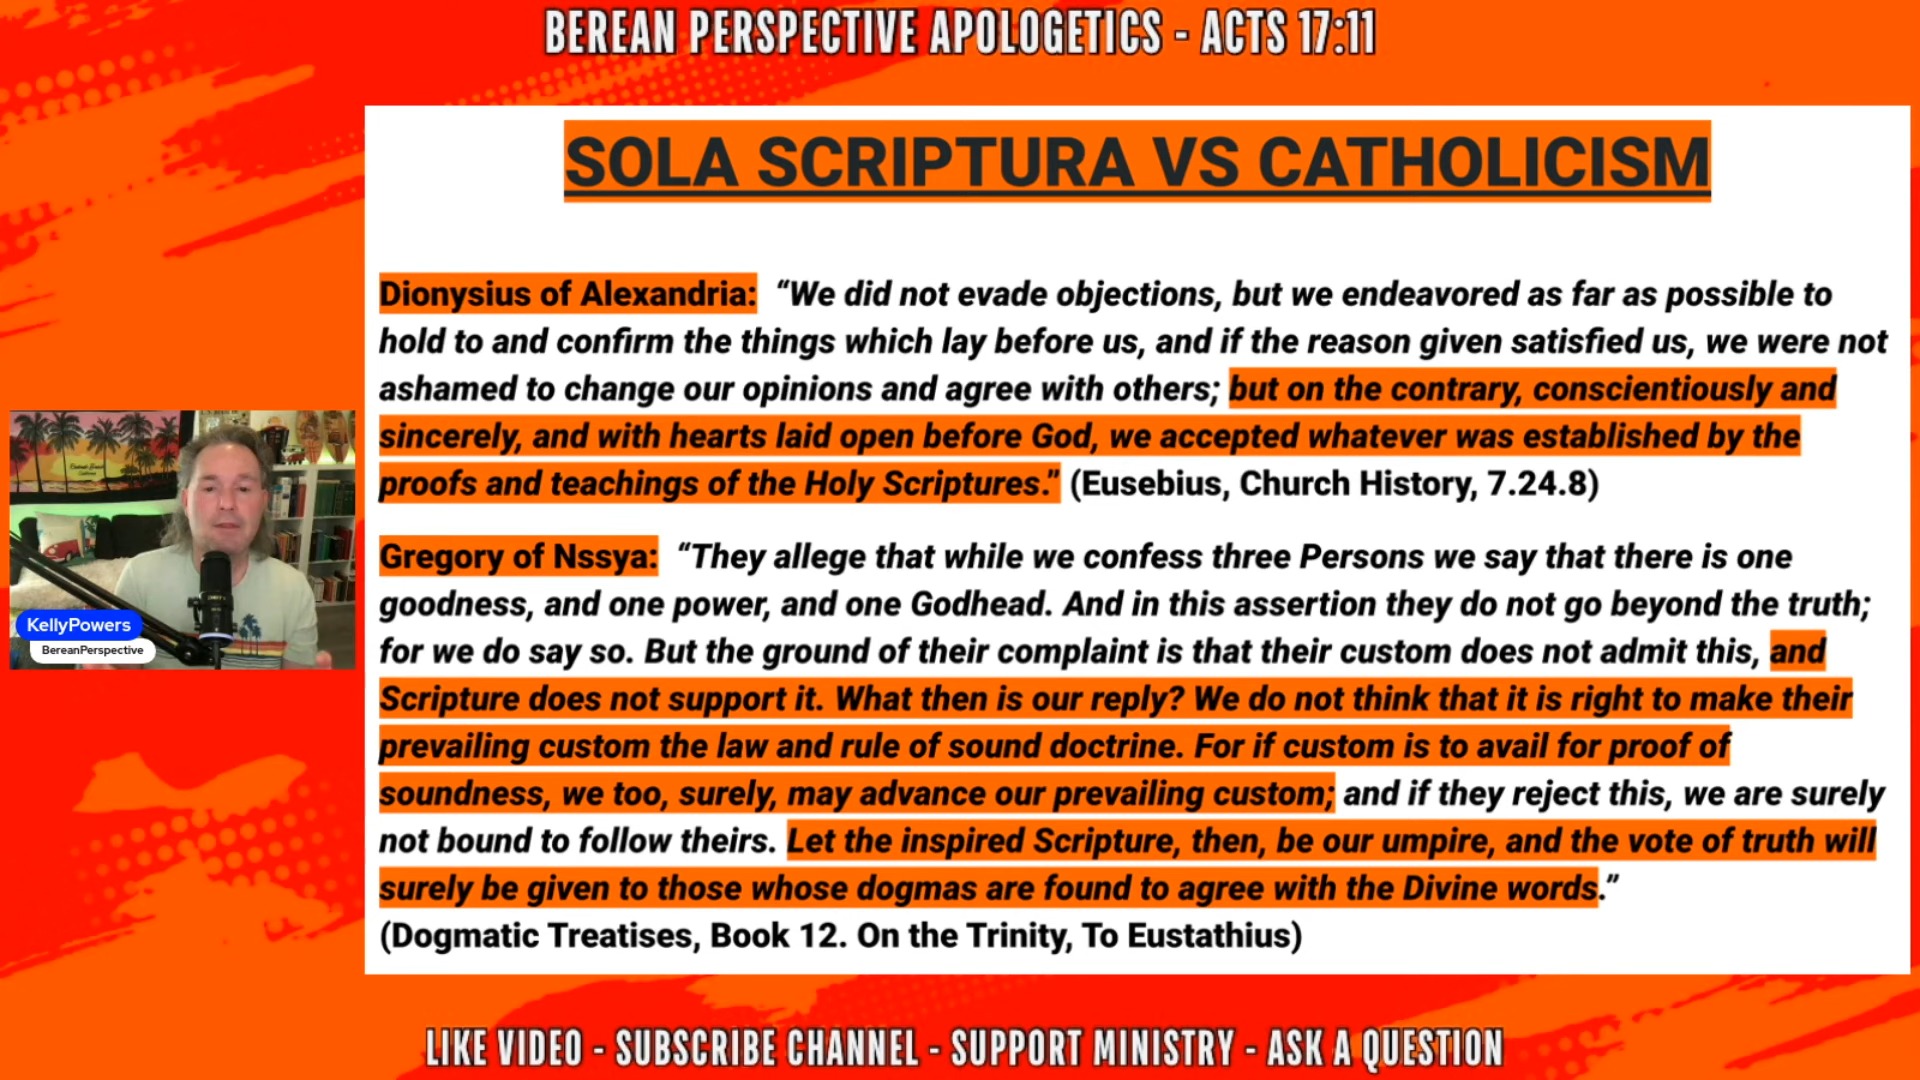 BEREAN PERSPECTIVE APOLOGETICS - ACTS 17:11
SOLA SCRIPTURA VS CATHOLICISM
Dionysius of Alexandria: “We did not evade objections, but we endeavored as far as possible to
hold to and confirm the things which lay before us, and if the reason given satisfied us, we were not
ashamed to change our opinions and agree with others; but on the contrary, conscientiously and
sincerely, and with hearts laid open before God, we accepted whatever was established by the
proofs and teachings of the Holy Scriptures.” (Eusebius, Church History, 7.24.8)
Gregory of Nssya: “They allege that while we confess three Persons we say that there is one
goodness, and one power, and one Godhead. And in this assertion they do not go beyond the truth;
for we do say so. But the ground of their complaint is that their custom does not admit this, and
Scripture does not support it. What then is our reply? We do not think that it is right to make their
prevailing custom the law and rule of sound doctrine. For if custom is to avail for proof of
soundness, we too, surely, may advance our prevailing custom; and if they reject this, we are surely
not bound to follow theirs. Let the inspired Scripture, then, be our umpire, and the vote of truth will
surely be given to those whose dogmas are found to agree with the Divine words.”
(Dogmatic Treatises, Book 12. On the Trinity, To Eustathius)
KellyPowers
BereanPerspective
LIKE VIDEO - SUBSCRIBE CHANNEL - SUPPORT MINISTRY - ASK A QUESTION